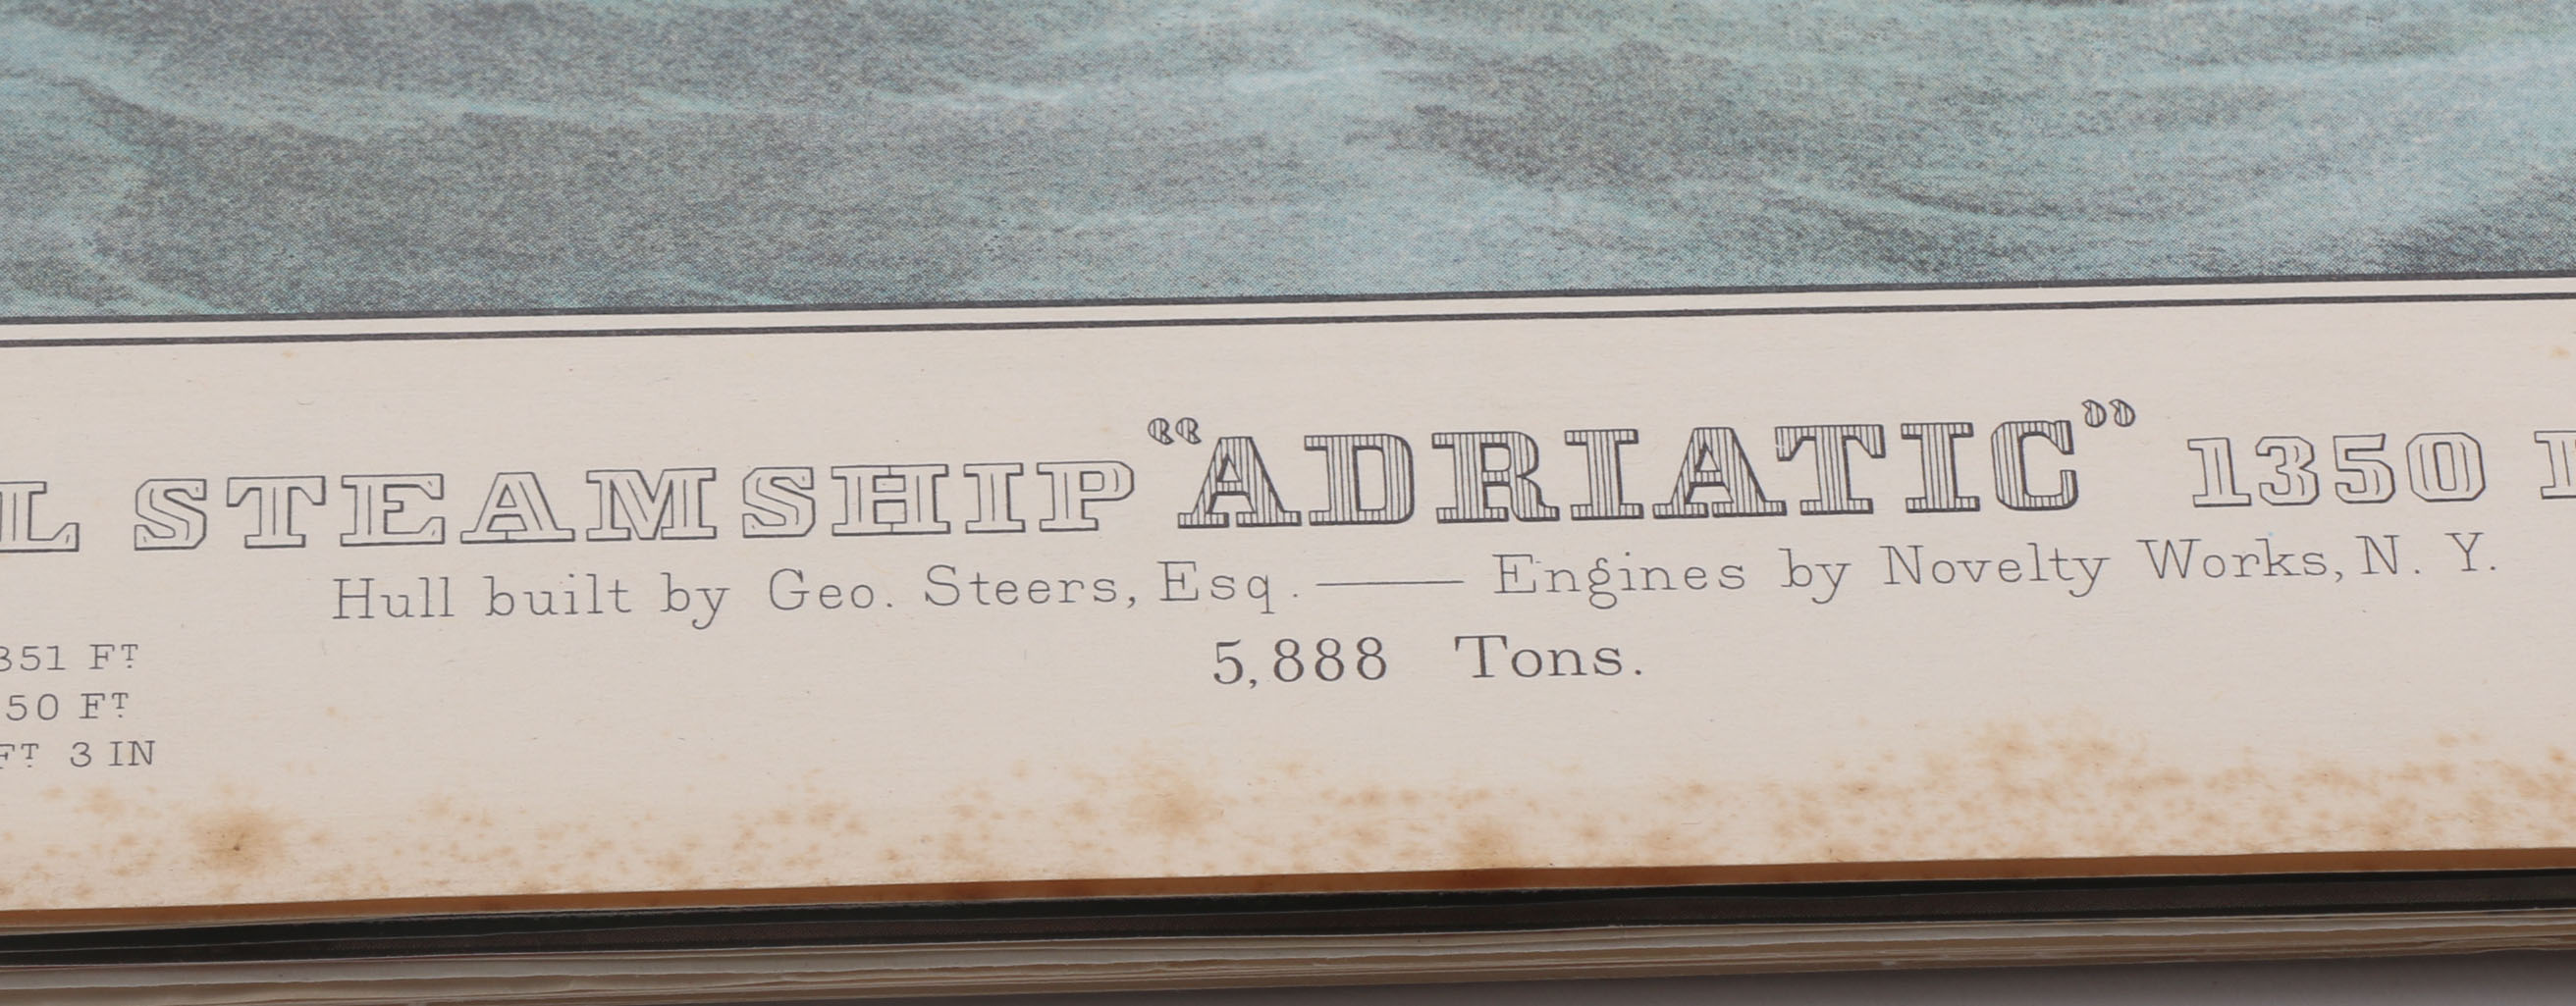 L STEAMSHIP “ADRIATIC” 1350
Hull built by Geo. Steers, Esq. — Engines by Novelty Works, N. Y.
5,888 Tons.
351 FT
50 FT
FT 3 IN